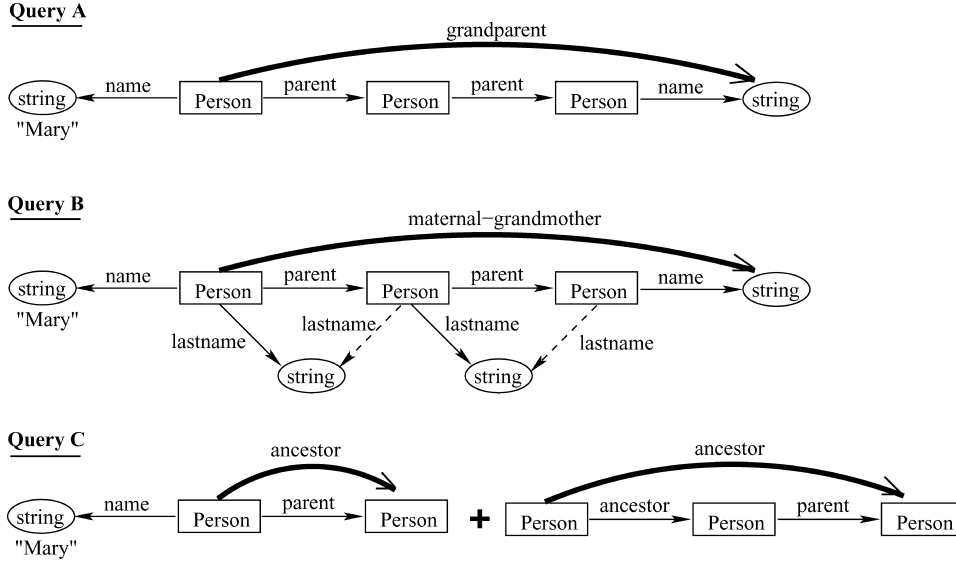 Query A
grandparent
name parent parent name
string Person Person Person string
"Mary"
Query B
maternal−grandmother
name parent parent name
string Person Person Person string
"Mary"
lastname lastname lastname lastname
string string
Query C
ancestor ancestor
name parent ancestor parent
string Person Person + Person Person Person
"Mary"